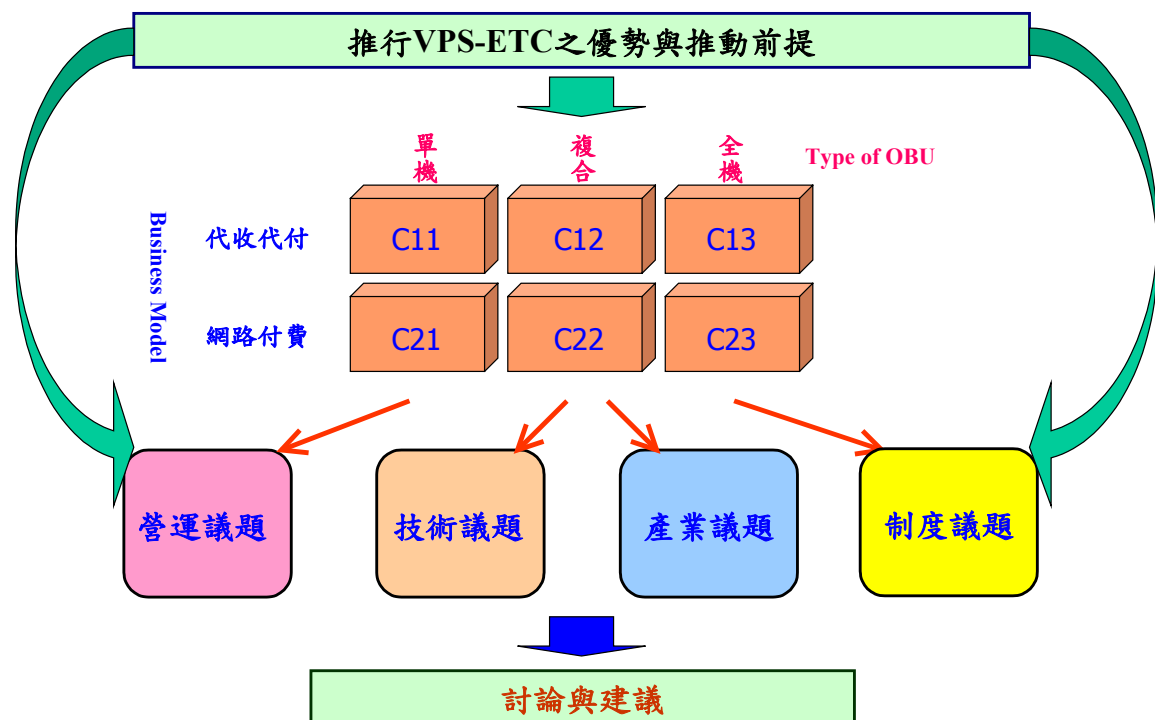 推行VPS-ETC之優勢與推動前提
單機
複合
全機
Type of OBU
Business Model
代收代付
C11
C12
C13
網路付費
C21
C22
C23
營運議題
技術議題
產業議題
制度議題
討論與建議